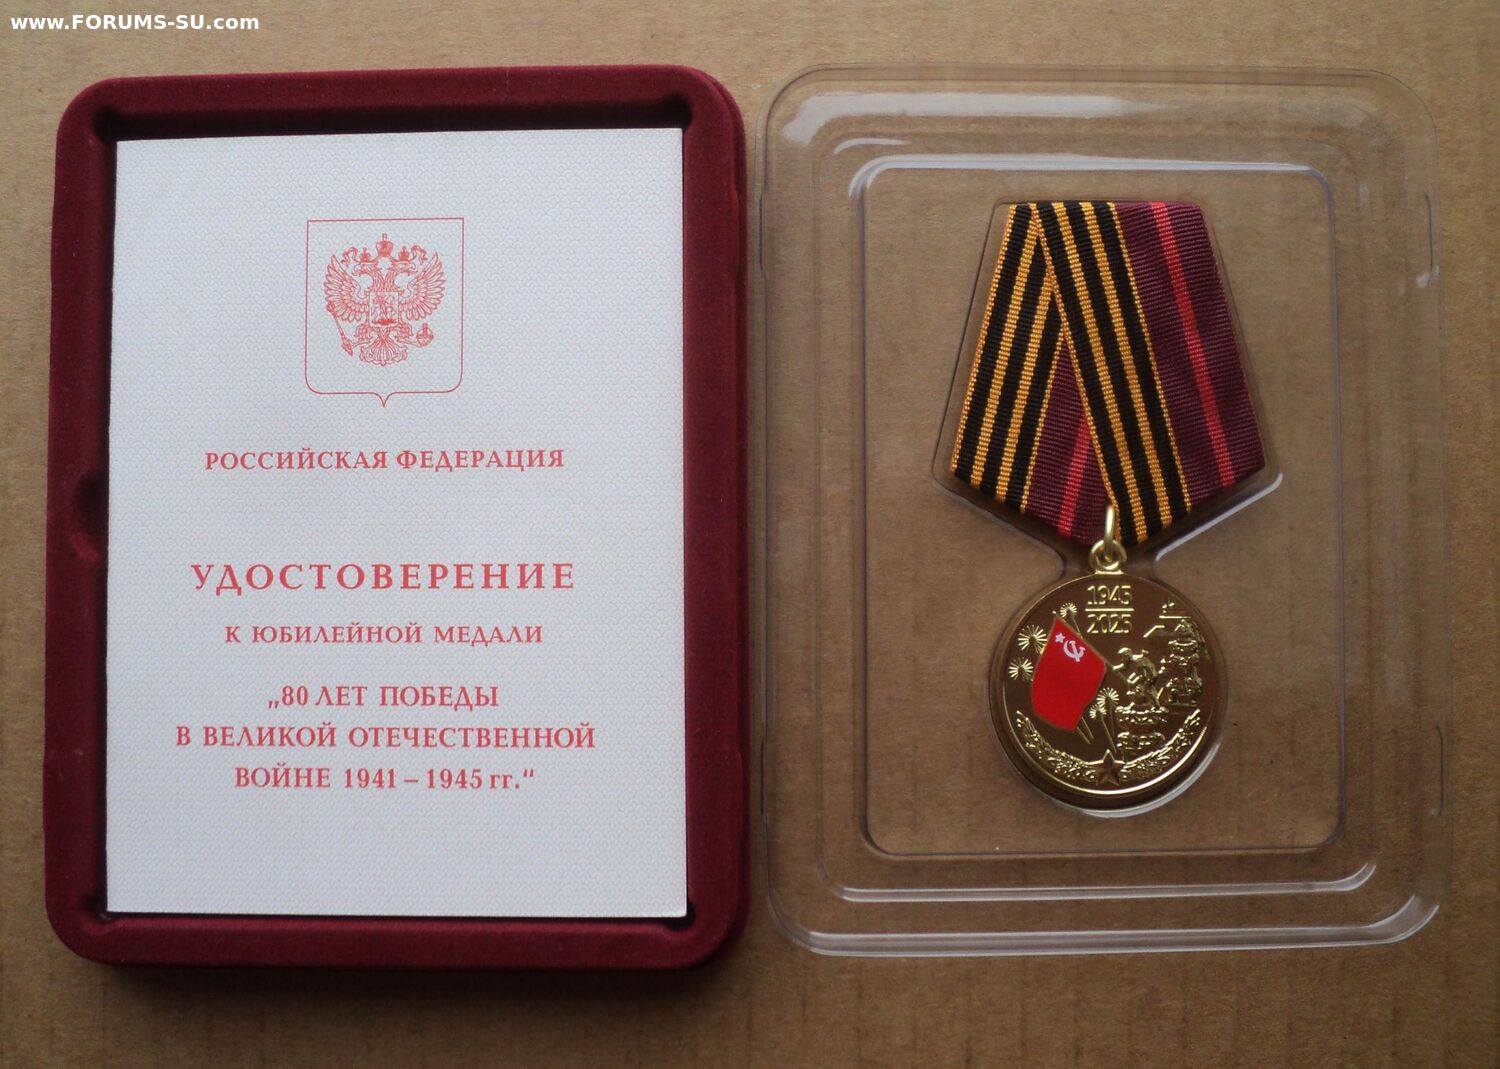 www.FORUMS-SU.com
РОССИЙСКАЯ ФЕДЕРАЦИЯ
УДОСТОВЕРЕНИЕ
К ЮБИЛЕЙНОЙ МЕДАЛИ
„80 ЛЕТ ПОБЕДЫ
В ВЕЛИКОЙ ОТЕЧЕСТВЕННОЙ
ВОЙНЕ 1941 – 1945 гг.“
1945
2025